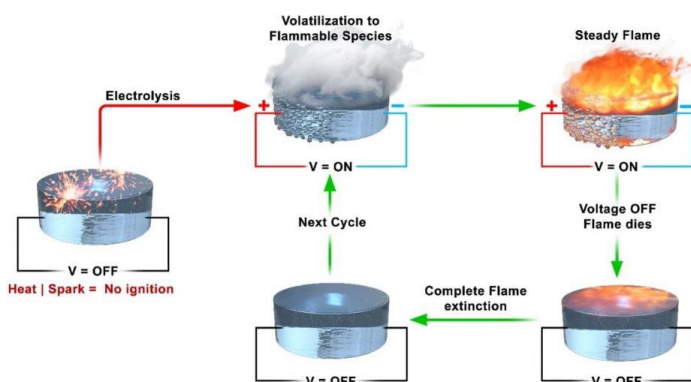 Volatilization to
Flammable Species
Steady Flame
Electrolysis
+
−
+
−
V = ON
V = ON
V = OFF
Heat | Spark = No ignition
Next Cycle
Voltage OFF
Flame dies
Complete Flame
extinction
V = OFF
V = OFF